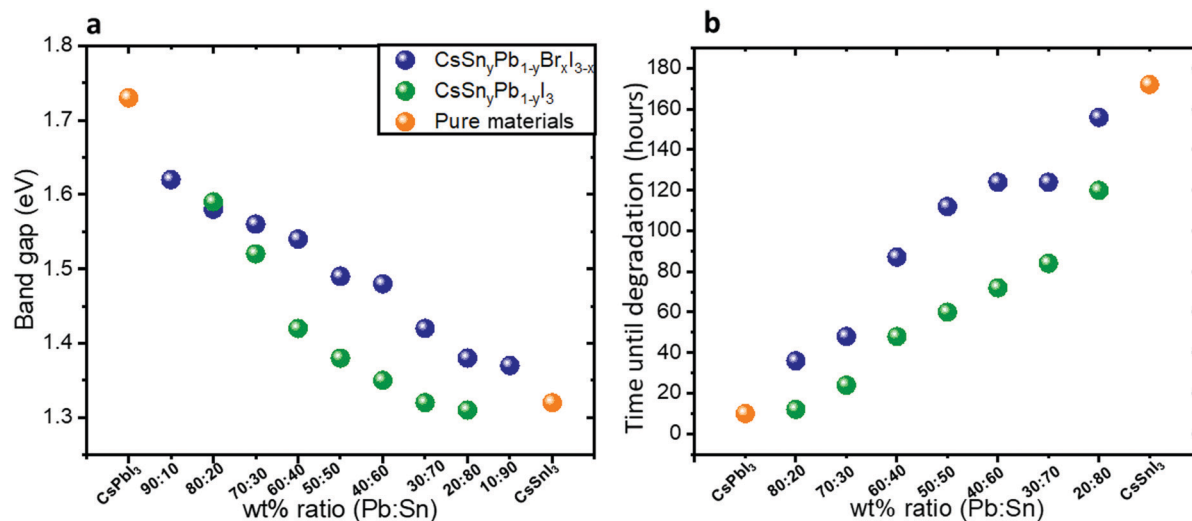 a
1.8
1.7
1.6
1.5
1.4
1.3
Band gap (eV)
CsSnyPb1-yBrxI3-x
CsSnyPb1-yI3
Pure materials
CsPbI3
90:10
80:20
70:30
60:40
50:50
40:60
30:70
20:80
10:90
CsSnI3
wt% ratio (Pb:Sn)
b
180
160
140
120
100
80
60
40
20
0
Time until degradation (hours)
CsPbI3
80:20
70:30
60:40
50:50
40:60
30:70
20:80
CsSnI3
wt% ratio (Pb:Sn)